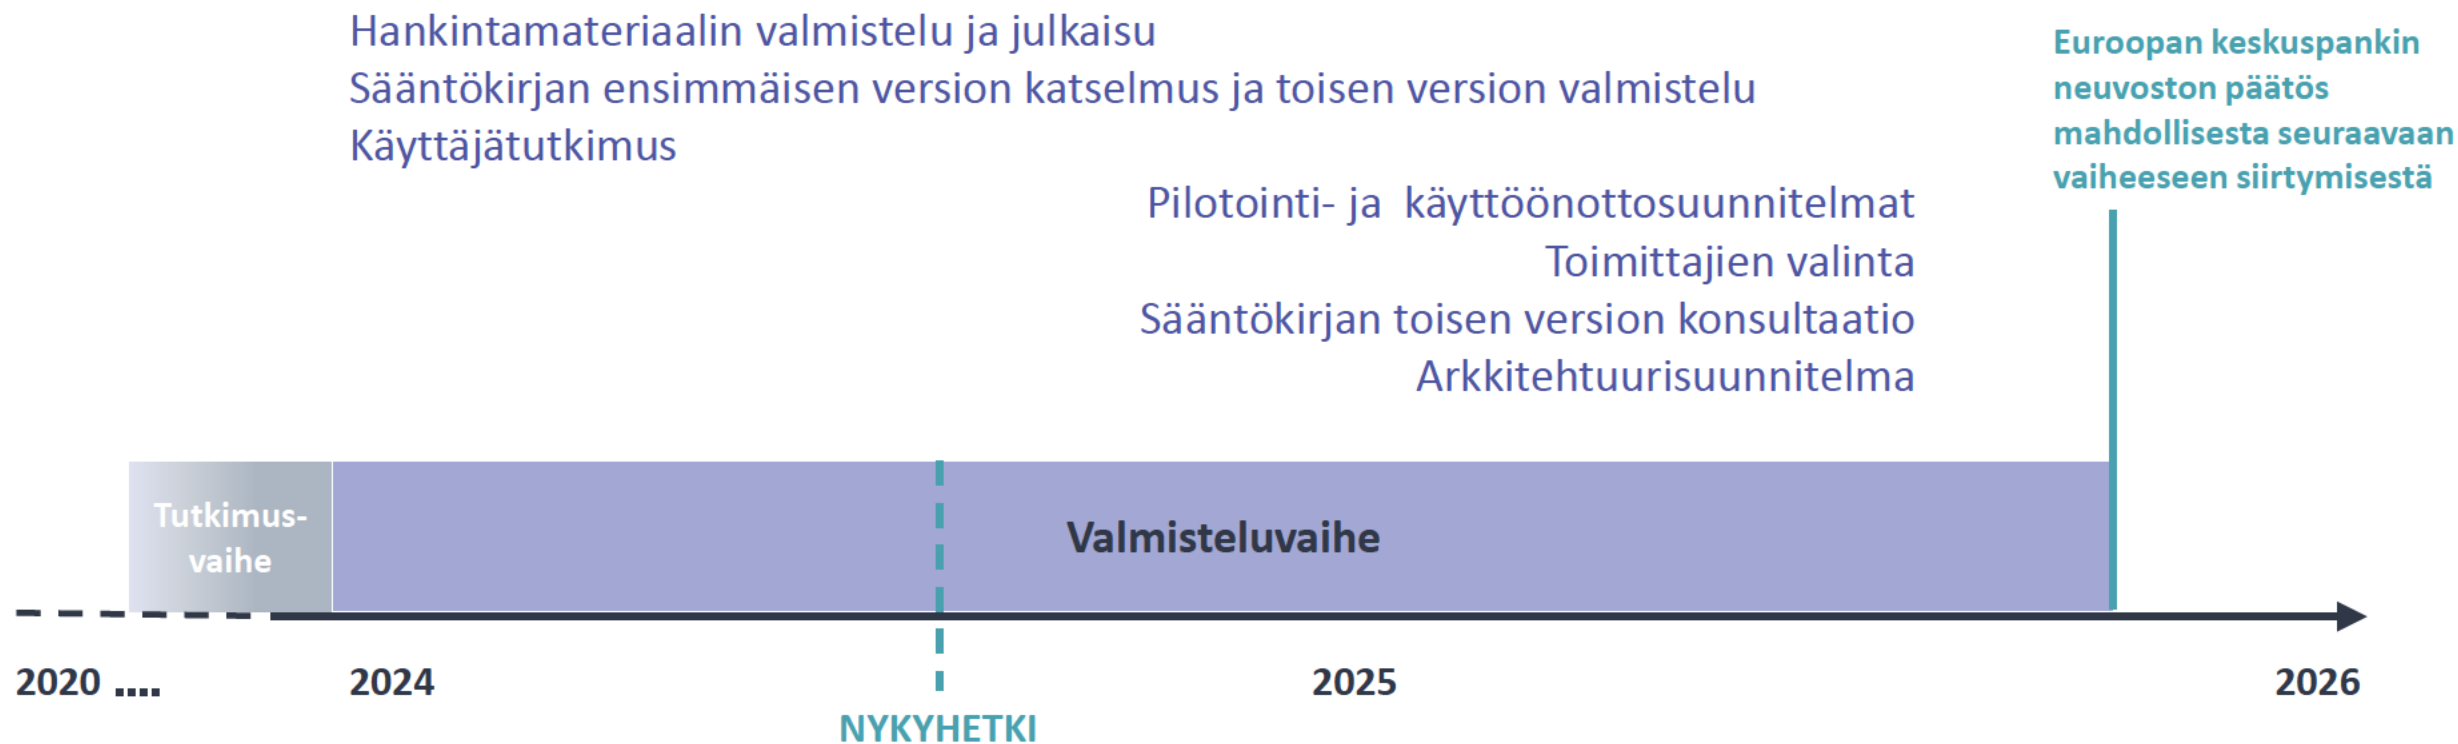 Hankintamateriaalin valmistelu ja julkaisu
Sääntökirjan ensimmäisen version katselmus ja toisen version valmistelu
Käyttäjätutkimus
Pilotointi- ja käyttöönottosuunnitelmat
Toimittajien valinta
Sääntökirjan toisen version konsultaatio
Arkkitehtuurisuunnitelma
Euroopan keskuspankin
neuvoston päätös
mahdollisesta seuraavaan
vaiheeseen siirtymisestä
Tutkimus-
vaihe
Valmisteluvaihe
2020 ....
2024
2025
2026
NYKYHETKI